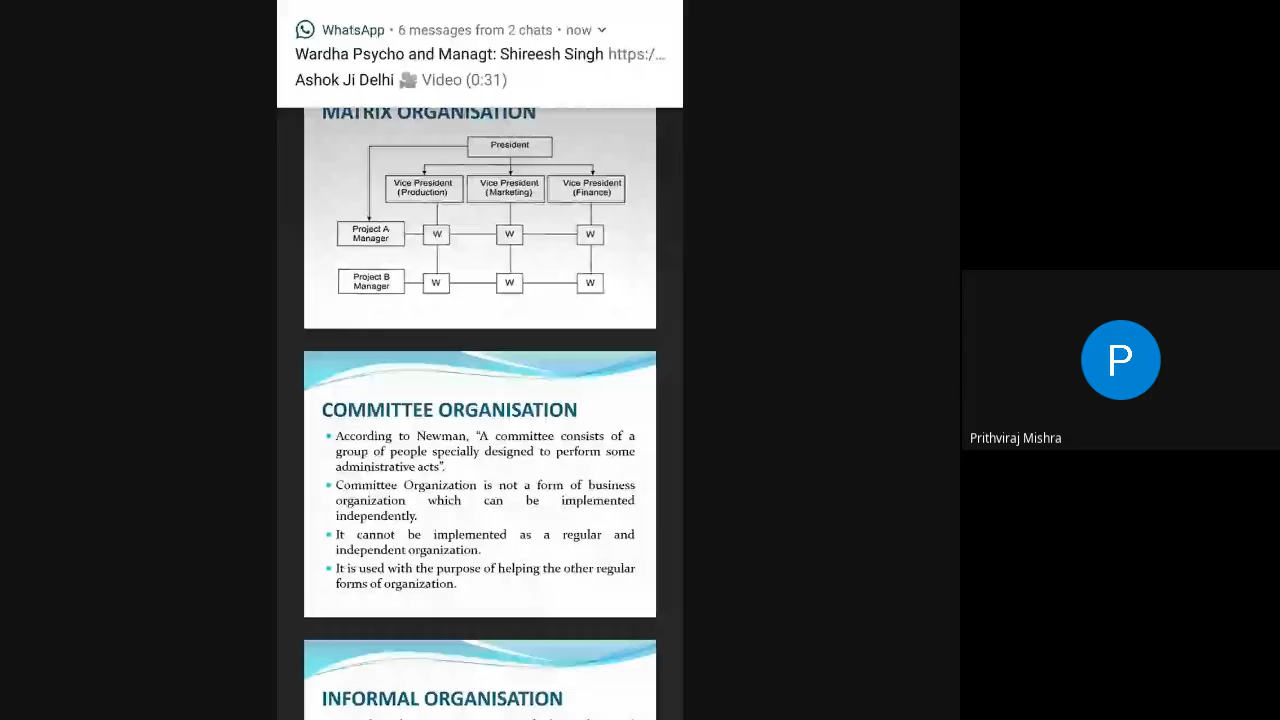 WhatsApp • 6 messages from 2 chats • now
Wardha Psycho and Managt: Shireesh Singh https:/...
Ashok Ji Delhi 🎥 Video (0:31)
MATRIX ORGANISATION
President
Vice President
(Production)
Vice President
(Marketing)
Vice President
(Finance)
Project A
Manager
W
W
W
Project B
Manager
W
W
W
COMMITTEE ORGANISATION
• According to Newman, “A committee consists of a
group of people specially designed to perform some
administrative acts”.
• Committee Organization is not a form of business
organization which can be implemented
independently.
• It cannot be implemented as a regular and
independent organization.
• It is used with the purpose of helping the other regular
forms of organization.
INFORMAL ORGANISATION
P
Prithviraj Mishra